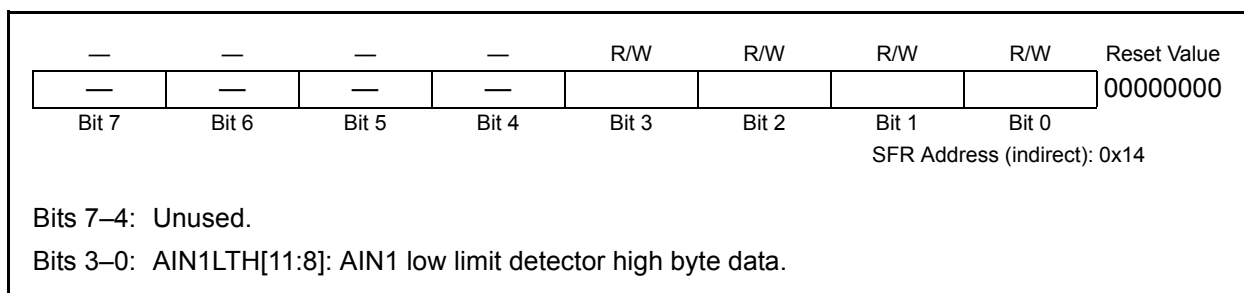 — — — — R/W R/W R/W R/W Reset Value
— — — — 00000000
Bit 7 Bit 6 Bit 5 Bit 4 Bit 3 Bit 2 Bit 1 Bit 0
SFR Address (indirect): 0x14
Bits 7–4: Unused.
Bits 3–0: AIN1LTH[11:8]: AIN1 low limit detector high byte data.